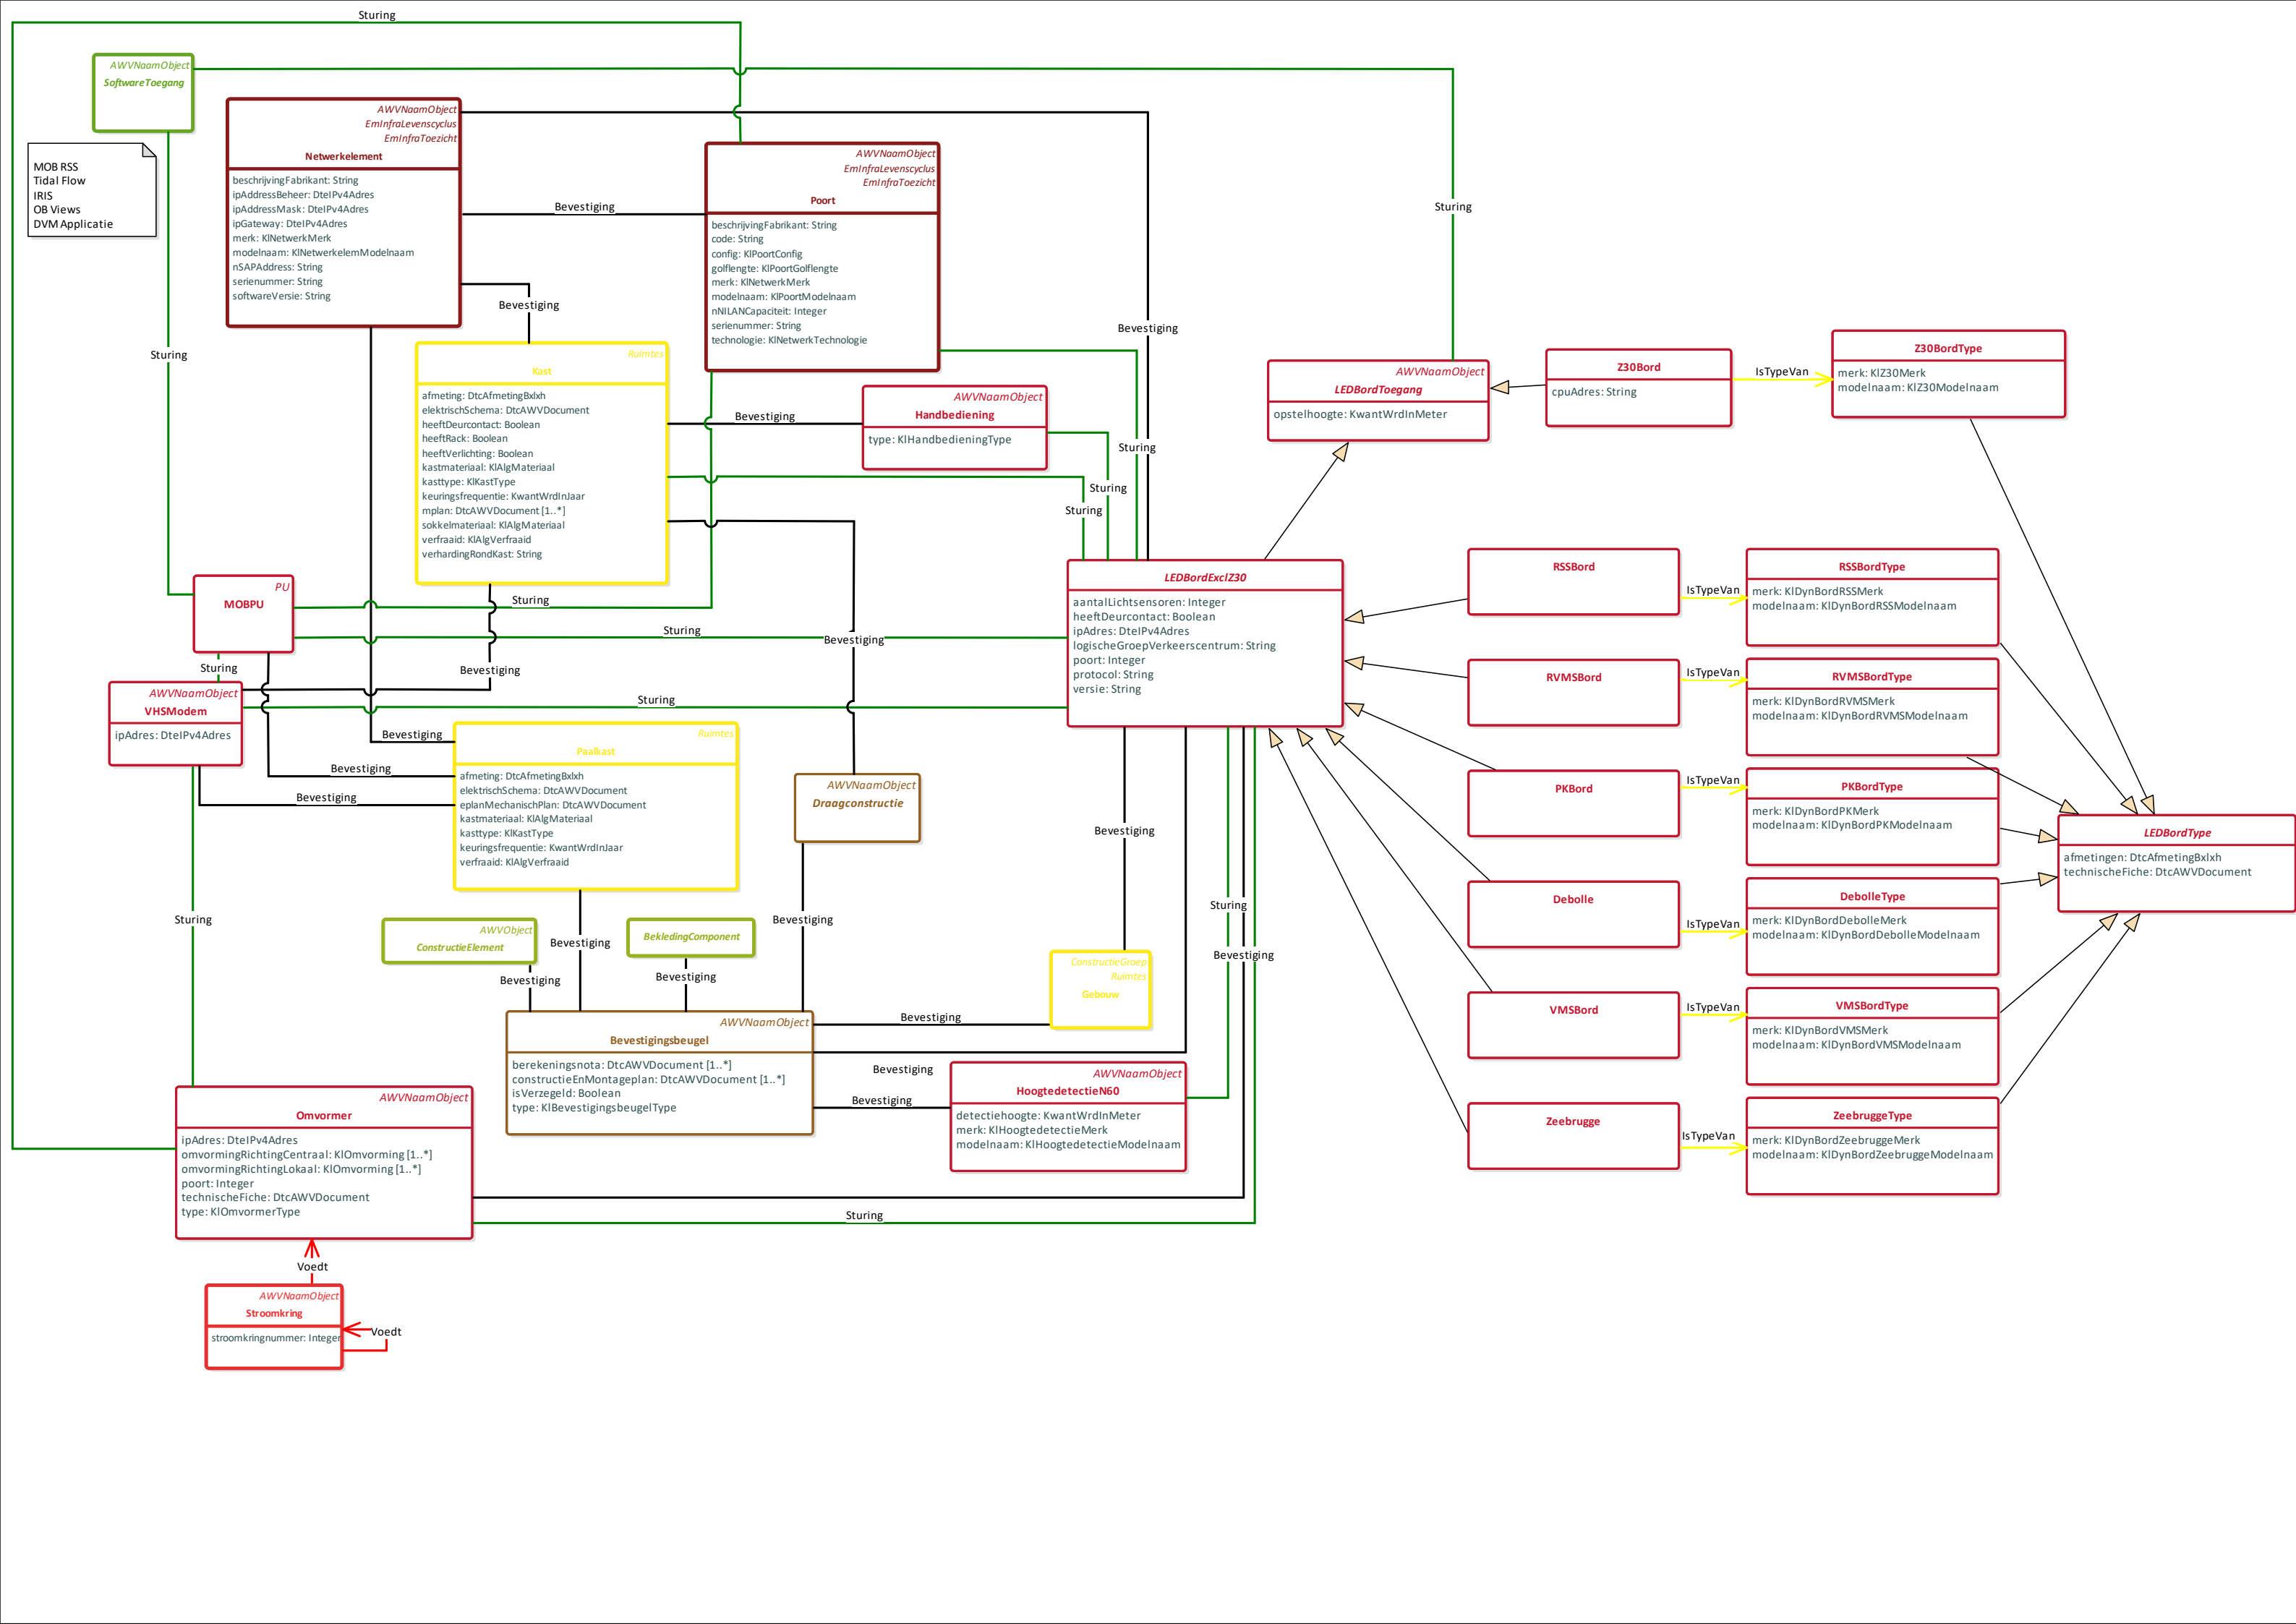 Sturing
AWVNaamObject
SoftwareToegang
MOB RSS
Tidal Flow
IRIS
OB Views
DVM Applicatie
AWVNaamObject
EmInfraLevenscyclus
EmInfraToezicht
Netwerkelement
beschrijvingFabrikant: String
ipAddressBeheer: DteIPv4Adres
ipAddressMask: DteIPv4Adres
ipGateway: DteIPv4Adres
merk: KlNetwerkMerk
modelnaam: KlNetwerkelemModelnaam
nSAPAddress: String
serienummer: String
softwareVersie: String
Bevestiging
AWVNaamObject
EmInfraLevenscyclus
EmInfraToezicht
Poort
beschrijvingFabrikant: String
code: String
config: KlPoortConfig
golflengte: KlPoortGolflengte
merk: KlNetwerkMerk
modelnaam: KlPoortModelnaam
nNILANCapaciteit: Integer
serienummer: String
technologie: KlNetwerkTechnologie
Sturing
Bevestiging
Bevestiging
Sturing
Ruimtes
Kast
afmeting: DtcAfmetingBxlxh
elektrischSchema: DtcAWVDocument
heeftDeurcontact: Boolean
heeftRack: Boolean
heeftVerlichting: Boolean
kastmateriaal: KlAlgMateriaal
kasttype: KlKastType
keuringsfrequentie: KwantWrdInJaar
mplan: DtcAWVDocument [1..*]
sokkelmateriaal: KlAlgMateriaal
verfraaid: KlAlgVerfraaid
verhardingRondKast: String
Bevestiging
AWVNaamObject
Handbediening
type: KlHandbedieningType
Sturing
Sturing
Sturing
AWVNaamObject
LEDBordToegang
opstelhoogte: KwantWrdInMeter
Z30Bord
cpuAdres: String
IsTypeVan
Z30BordType
merk: KlZ30Merk
modelnaam: KlZ30Modelnaam
PU
MOBPU
Sturing
Sturing
Bevestiging
Sturing
Bevestiging
AWVNaamObject
VHSModem
ipAdres: DteIPv4Adres
Sturing
LEDBordExclZ30
aantalLichtsensoren: Integer
heeftDeurcontact: Boolean
ipAdres: DteIPv4Adres
logischeGroepVerkeerscentrum: String
poort: Integer
protocol: String
versie: String
RSSBord
IsTypeVan
RSSBordType
merk: KlDynBordRSSMerk
modelnaam: KlDynBordRSSModelnaam
RVMSBord
IsTypeVan
RVMSBordType
merk: KlDynBordRVMSMerk
modelnaam: KlDynBordRVMSModelnaam
PKBord
IsTypeVan
PKBordType
merk: KlDynBordPKMerk
modelnaam: KlDynBordPKModelnaam
LEDBordType
afmetingen: DtcAfmetingBxlxh
technischeFiche: DtcAWVDocument
Debolle
IsTypeVan
DebolleType
merk: KlDynBordDebolleMerk
modelnaam: KlDynBordDebolleModelnaam
VMSBord
IsTypeVan
VMSBordType
merk: KlDynBordVMSMerk
modelnaam: KlDynBordVMSModelnaam
Zeebrugge
IsTypeVan
ZeebruggeType
merk: KlDynBordZeebruggeMerk
modelnaam: KlDynBordZeebruggeModelnaam
Bevestiging
Bevestiging
Bevestiging
Ruimtes
Paalkast
afmeting: DtcAfmetingBxlxh
elektrischSchema: DtcAWVDocument
eplanMechanischPlan: DtcAWVDocument
kastmateriaal: KlAlgMateriaal
kasttype: KlKastType
keuringsfrequentie: KwantWrdInJaar
verfraaid: KlAlgVerfraaid
AWVNaamObject
Draagconstructie
Bevestiging
Sturing
Sturing
Bevestiging
Bevestiging
Bevestiging
AWVObject
ConstructieElement
BekledingComponent
Bevestiging
Bevestiging
ConstructieGroep
Ruimtes
Gebouw
Bevestiging
AWVNaamObject
Bevestigingsbeugel
berekeningsnota: DtcAWVDocument [1..*]
constructieEnMontageplan: DtcAWVDocument [1..*]
isVerzegeld: Boolean
type: KlBevestigingsbeugelType
Bevestiging
Bevestiging
AWVNaamObject
HoogtedetectieN60
detectiehoogte: KwantWrdInMeter
merk: KlHoogtedetectieMerk
modelnaam: KlHoogtedetectieModelnaam
AWVNaamObject
Omvormer
ipAdres: DteIPv4Adres
omvormingRichtingCentraal: KlOmvorming [1..*]
omvormingRichtingLokaal: KlOmvorming [1..*]
poort: Integer
technischeFiche: DtcAWVDocument
type: KlOmvormerType
Sturing
Voedt
AWVNaamObject
Stroomkring
stroomkringnummer: Integer
Voedt